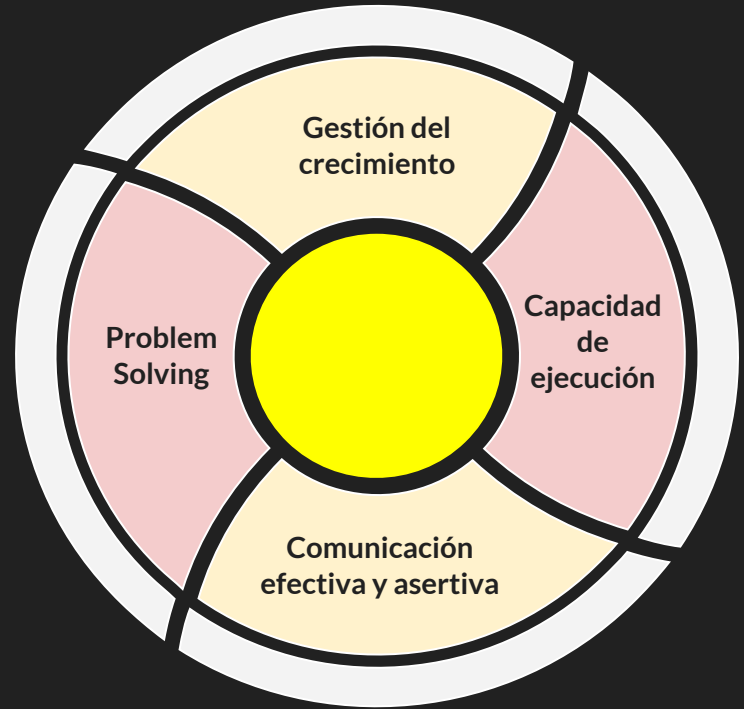 Gestión del
crecimiento
Problem
Solving
Capacidad
de
ejecución
Comunicación
efectiva y asertiva